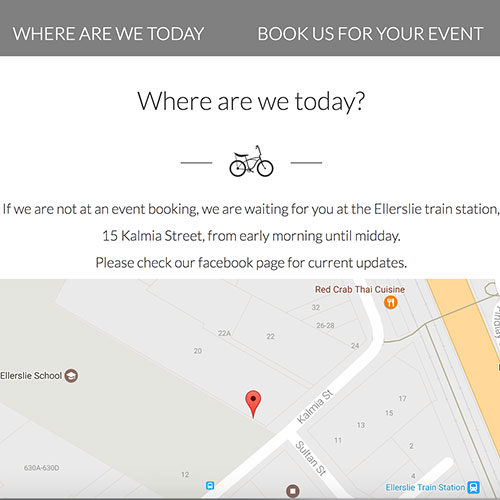 WHERE ARE WE TODAY
BOOK US FOR YOUR EVENT
Where are we today?
If we are not at an event booking, we are waiting for you at the Ellerslie train station,
15 Kalmia Street, from early morning until midday.
Please check our facebook page for current updates.
Red Crab Thai Cuisine
32
26-28
22A
22
24
20
Ellerslie School
Kalmia St
17
15
13
11
Sultan St
13
2
630A-630D
Ellerslie Train Station